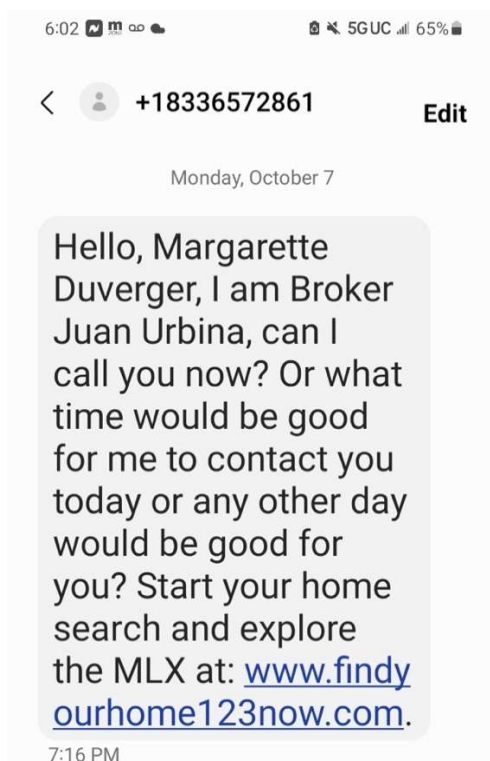 6:02 5G UC 65%
+18336572861
Edit
Monday, October 7
Hello, Margarette
Duverger, I am Broker
Juan Urbina, can I
call you now? Or what
time would be good
for me to contact you
today or any other day
would be good for
you? Start your home
search and explore
the MLX at: www.findy
ourhome123now.com.
7:16 PM